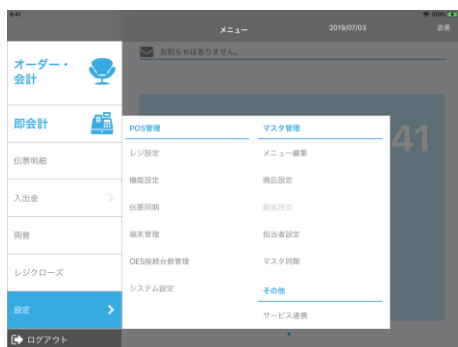 9:41
100%
メニュー
2019/07/03
店長
お知らせはありません。
オーダー・
会計
即会計
伝票明細
入出金
両替
レジクローズ
設定
ログアウト
41
POS管理
レジ設定
機能設定
伝票同期
端末管理
OES接続台数管理
システム設定
マスタ管理
メニュー編集
商品設定
顧客設定
担当者設定
マスタ同期
その他
サービス連携